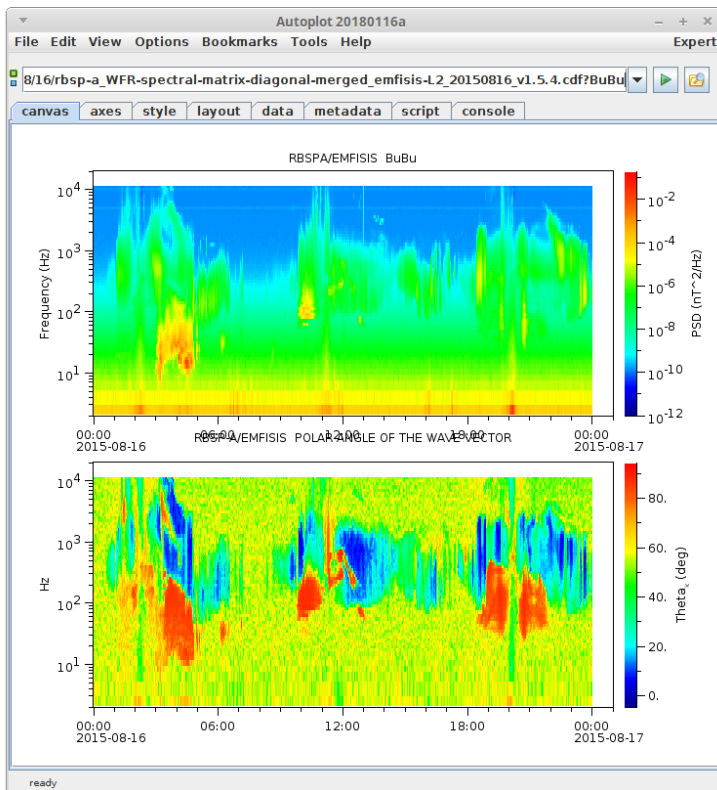 Autoplot 20180116a
File Edit View Options Bookmarks Tools Help Expert
8/16/rbsp-a_WFR-spectral-matrix-diagonal-merged_emfisis-L2_20150816_v1.5.4.cdf?BuBu
canvas axes style layout data metadata script console
RBSPA/EMFISIS BuBu
10^4
10^3
10^2
10^1
Frequency (Hz)
10^-2
10^-4
10^-6
10^-8
10^-10
10^-12
PSD (nT^2/Hz)
00:00 06:00 12:00 18:00 00:00
2015-08-16 2015-08-17
RBSP-A/EMFISIS POLAR ANGLE OF THE WAVE VECTOR
10^4
10^3
10^2
10^1
Hz
80.
60.
40.
20.
0.
Theta_k (deg)
00:00 06:00 12:00 18:00 00:00
2015-08-16 2015-08-17
ready